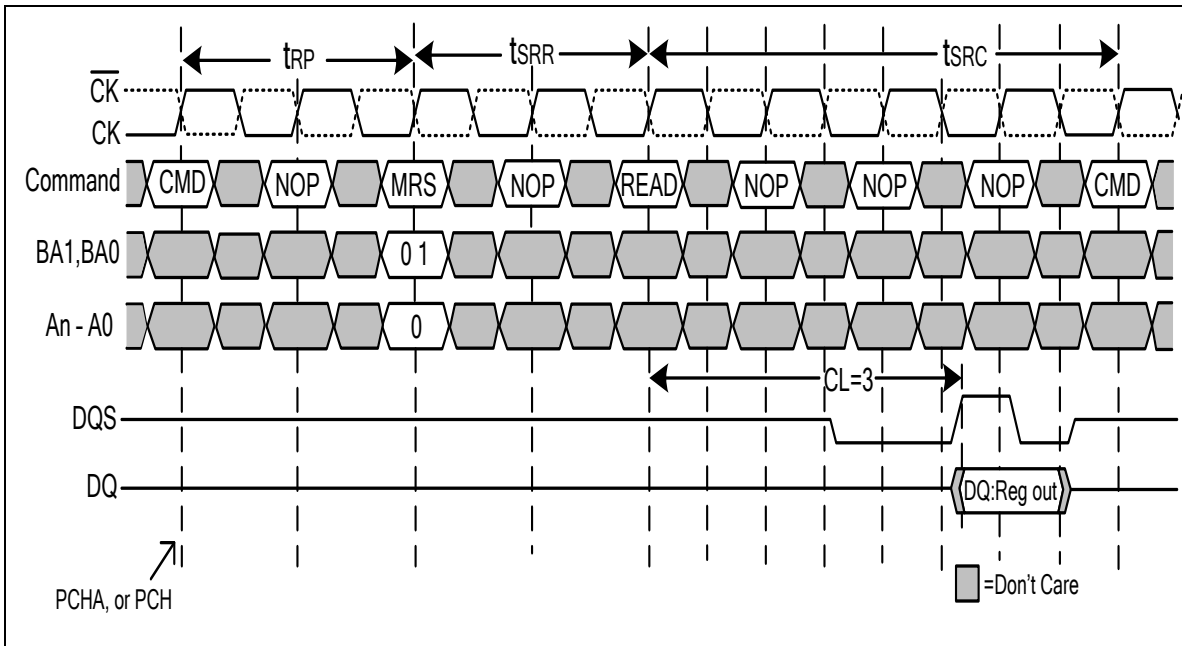 tRP tSRR tSRC
CK
CK
Command CMD NOP MRS NOP READ NOP NOP NOP CMD
BA1,BA0 0 1
An - A0 0
CL=3
DQS
DQ DQ:Reg out
PCHA, or PCH
=Don't Care